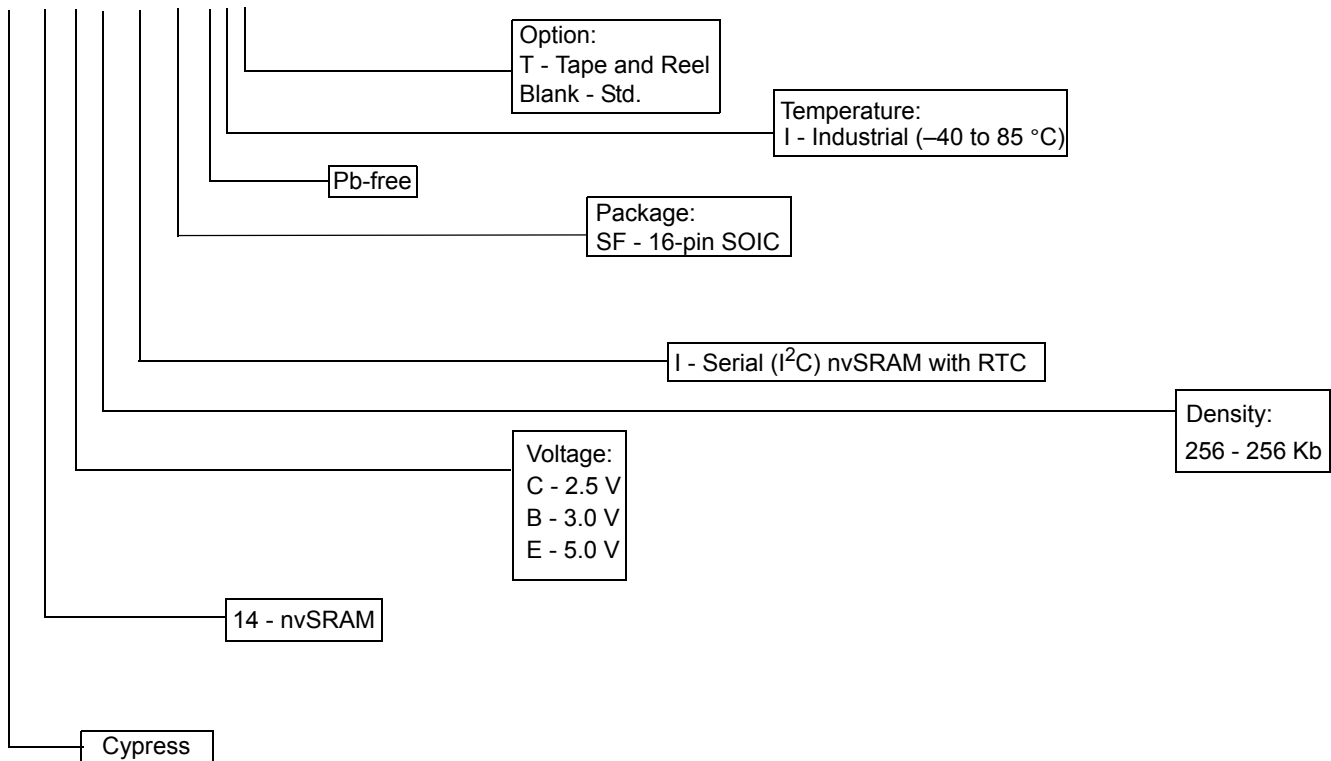 Option:
T - Tape and Reel
Blank - Std.
Temperature:
I - Industrial (–40 to 85 °C)
Pb-free
Package:
SF - 16-pin SOIC
I - Serial (I²C) nvSRAM with RTC
Density:
256 - 256 Kb
Voltage:
C - 2.5 V
B - 3.0 V
E - 5.0 V
14 - nvSRAM
Cypress